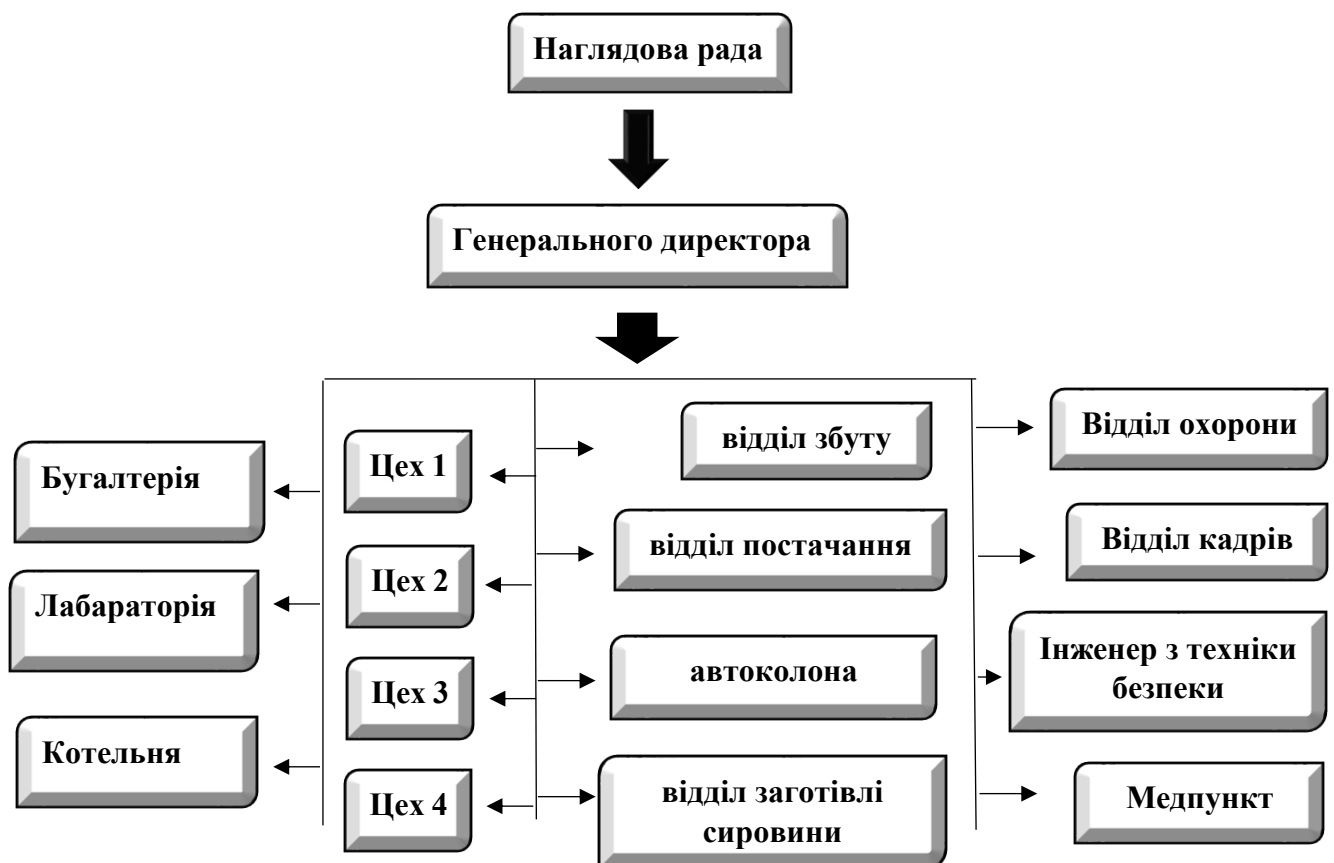 Наглядова рада
Генерального директора
Бугалтерія
Лабараторія
Котельня
Цех 1
Цех 2
Цех 3
Цех 4
відділ збуту
відділ постачання
автоколона
відділ заготівлі
сировини
Відділ охорони
Відділ кадрів
Інженер з техніки
безпеки
Медпункт